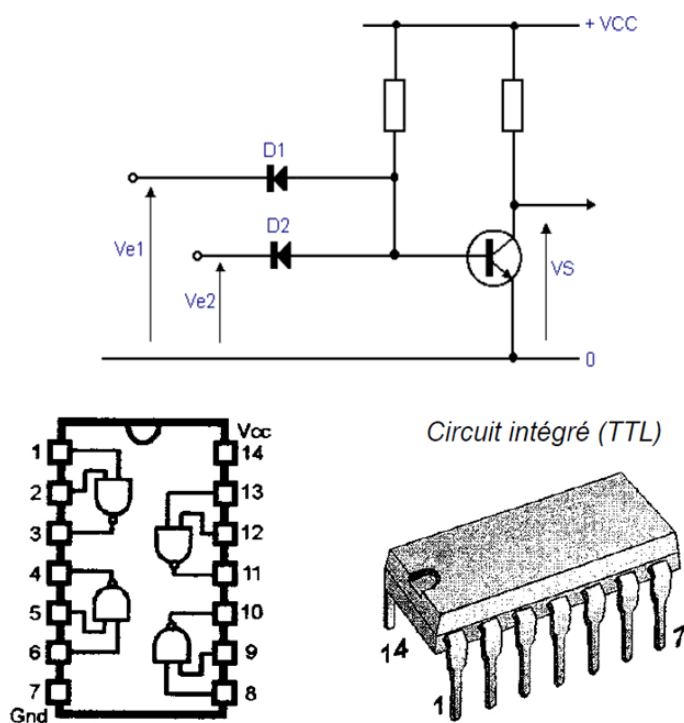 + VCC
D1
D2
Ve1
Ve2
VS
0
Vcc
1 14
2 13
3 12
4 11
5 10
6 9
7 8
Gnd
Circuit intégré (TTL)
14
1
7